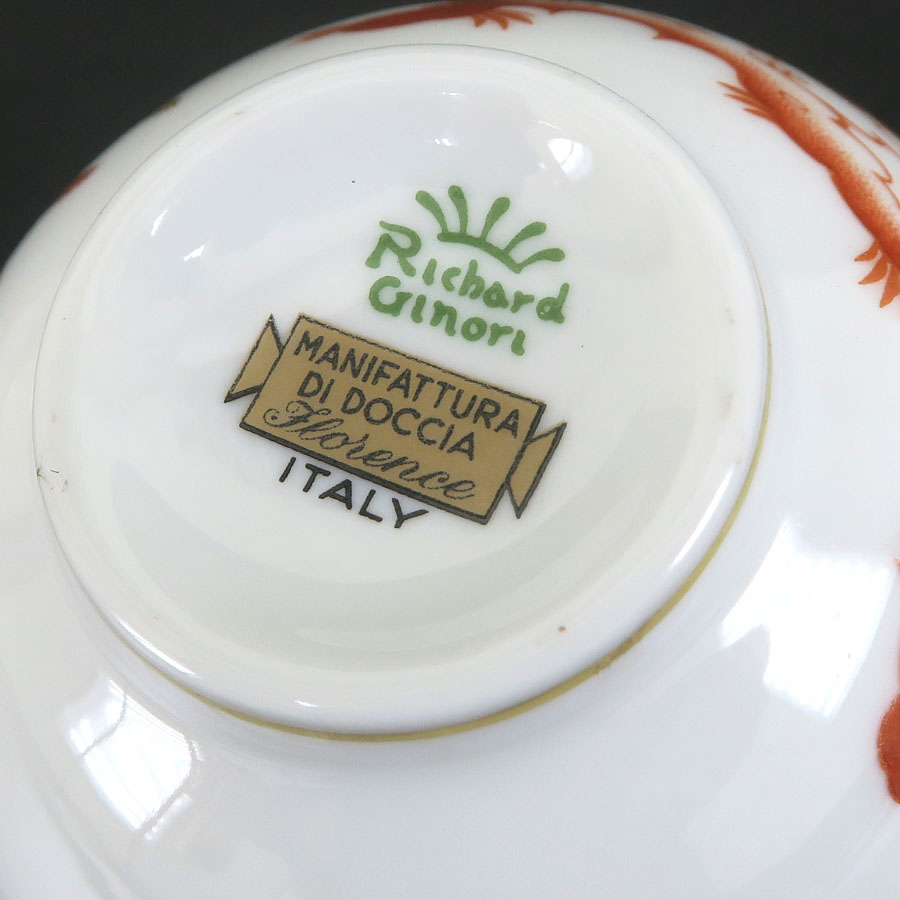 Richard
Ginori
MANIFATTURA
DI DOCCIA
Florence
ITALY